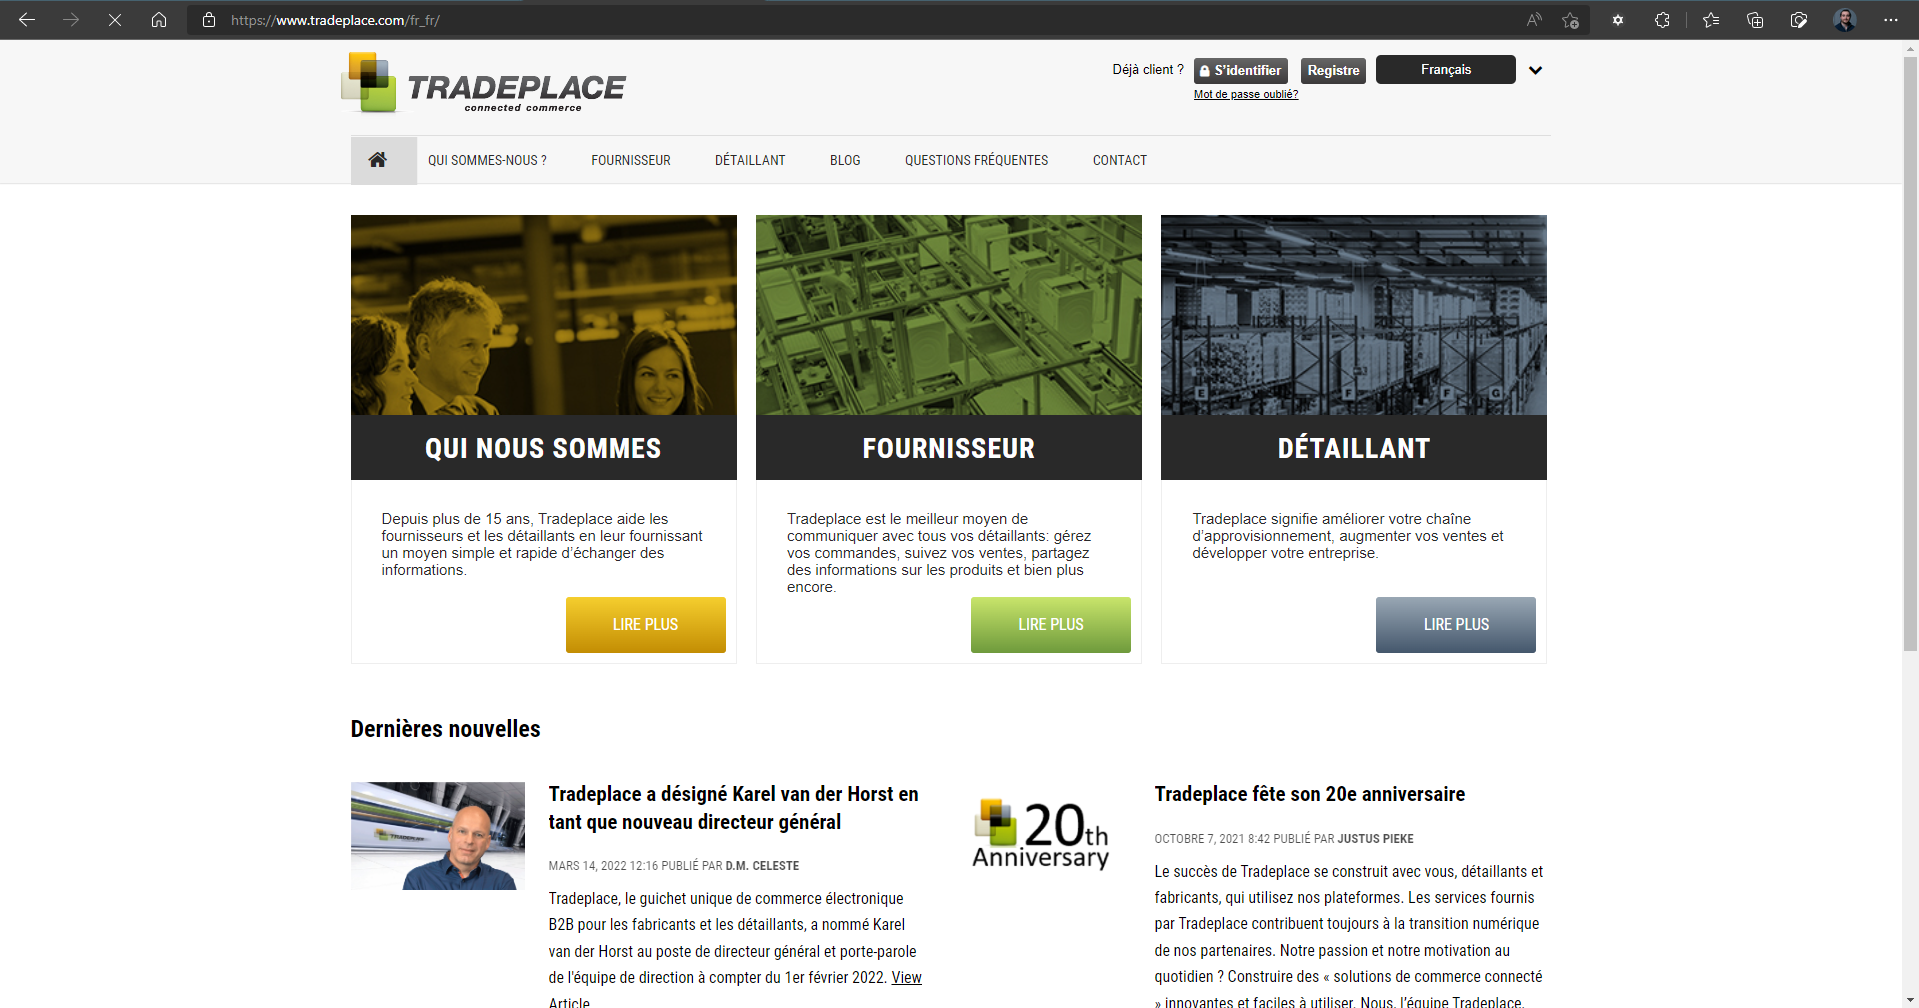 https://www.tradeplace.com/fr_fr/
TRADEPLACE
connected commerce
Déjà client ?
S'identifier
Registre
Français
Mot de passe oublié?
QUI SOMMES-NOUS ?
FOURNISSEUR
DÉTAILLANT
BLOG
QUESTIONS FRÉQUENTES
CONTACT
E
F
F
G
QUI NOUS SOMMES
Depuis plus de 15 ans, Tradeplace aide les
fournisseurs et les détaillants en leur fournissant
un moyen simple et rapide d’échanger des
informations.
LIRE PLUS
FOURNISSEUR
Tradeplace est le meilleur moyen de
communiquer avec tous vos détaillants: gérez
vos commandes, suivez vos ventes, partagez
des informations sur les produits et bien plus
encore.
LIRE PLUS
DÉTAILLANT
Tradeplace signifie améliorer votre chaîne
d’approvisionnement, augmenter vos ventes et
développer votre entreprise.
LIRE PLUS
Dernières nouvelles
TRADEPLACE
Tradeplace a désigné Karel van der Horst en
tant que nouveau directeur général
MARS 14, 2022 12:16 PUBLIÉ PAR D.M. CELESTE
Tradeplace, le guichet unique de commerce électronique
B2B pour les fabricants et les détaillants, a nommé Karel
van der Horst au poste de directeur général et porte-parole
de l'équipe de direction à compter du 1er février 2022. View
Article
20th
Anniversary
Tradeplace fête son 20e anniversaire
OCTOBRE 7, 2021 8:42 PUBLIÉ PAR JUSTUS PIEKE
Le succès de Tradeplace se construit avec vous, détaillants et
fabricants, qui utilisez nos plateformes. Les services fournis
par Tradeplace contribuent toujours à la transition numérique
de nos partenaires. Notre passion et notre motivation au
quotidien ? Construire des « solutions de commerce connecté
» innovantes et faciles à utiliser. Nous, l’équipe Tradeplace,